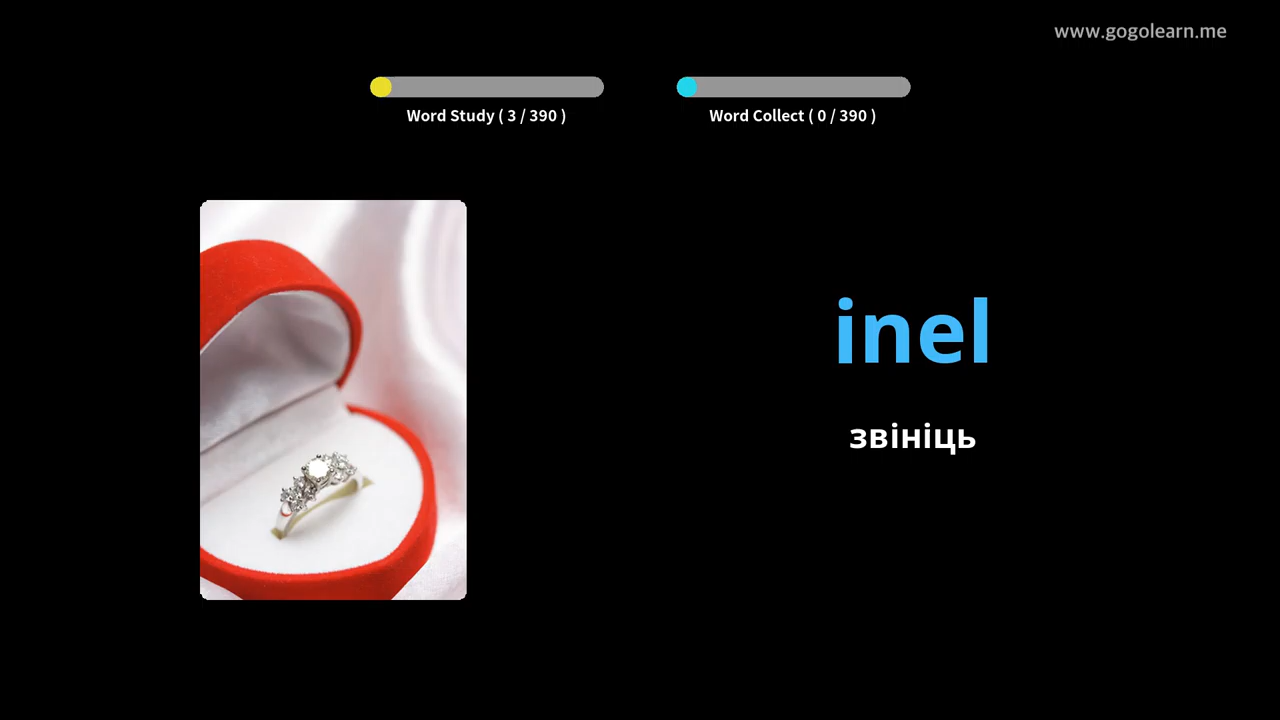 www.gogolearn.me
Word Study ( 3 / 390 )
Word Collect ( 0 / 390 )
inel
звініць